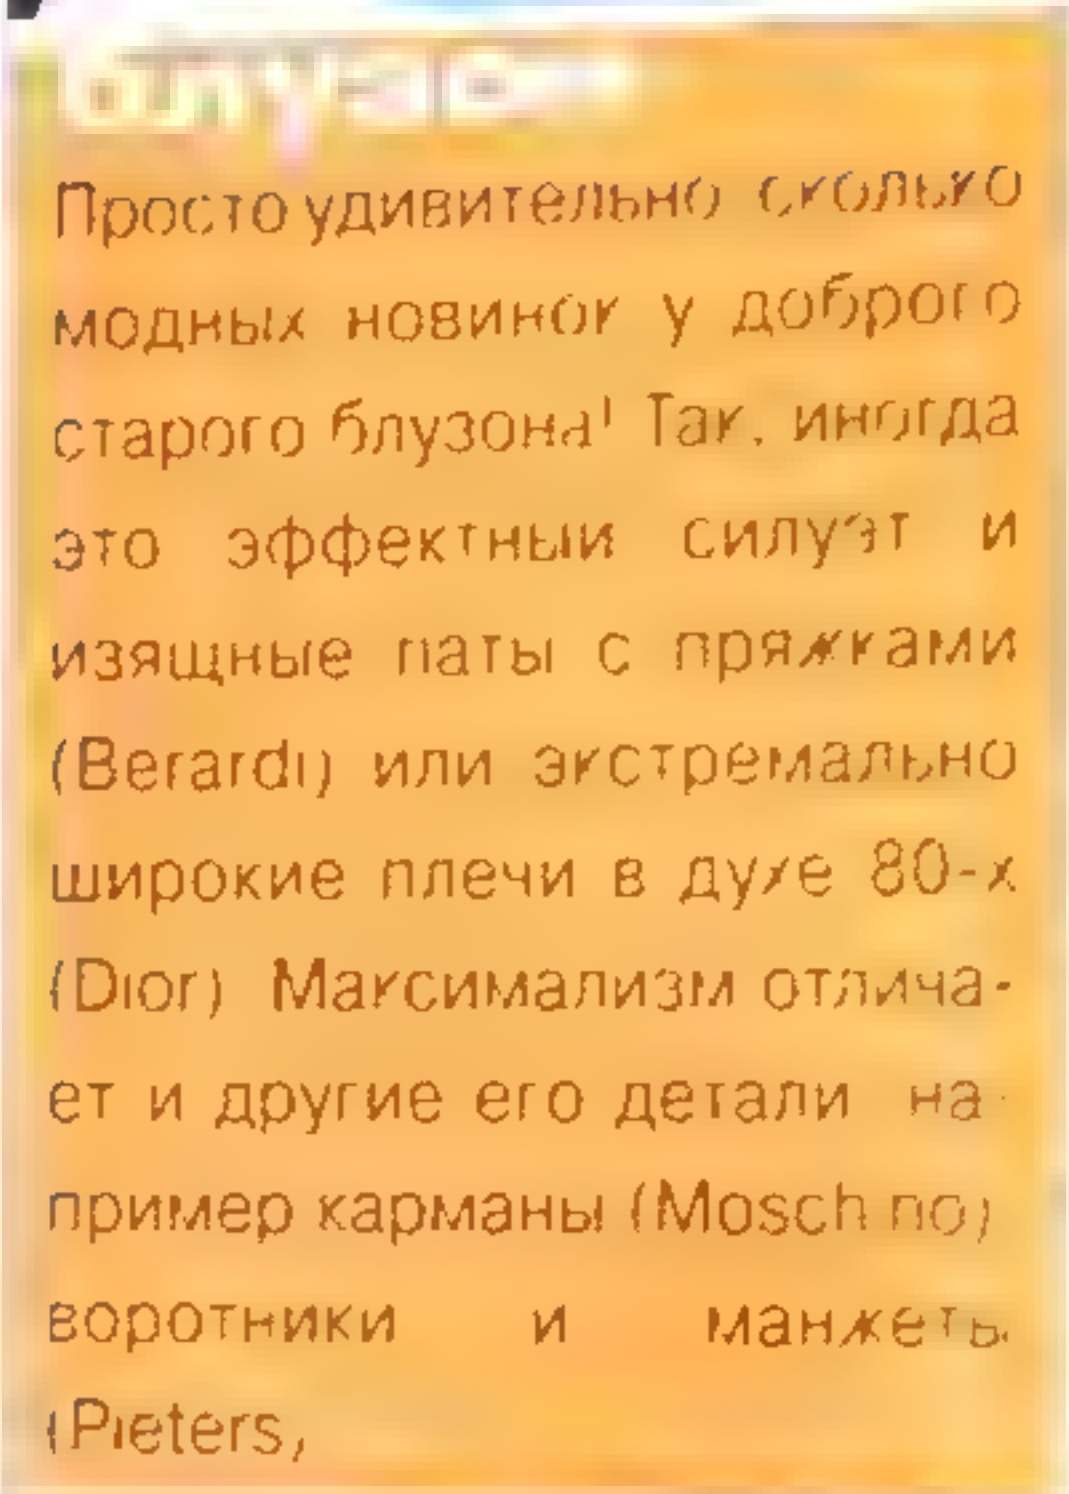 Просто удивительно сколько
модных новинок у доброго
старого блузона! Так, иногда
это эффектный силуэт и
изящные паты с пряжками
(Berardi) или экстремально
широкие плечи в духе 80-х
(Dior) Максимализм отлича-
ет и другие его детали на-
пример карманы (Moschino)
воротники и манжеты
(Pieters)